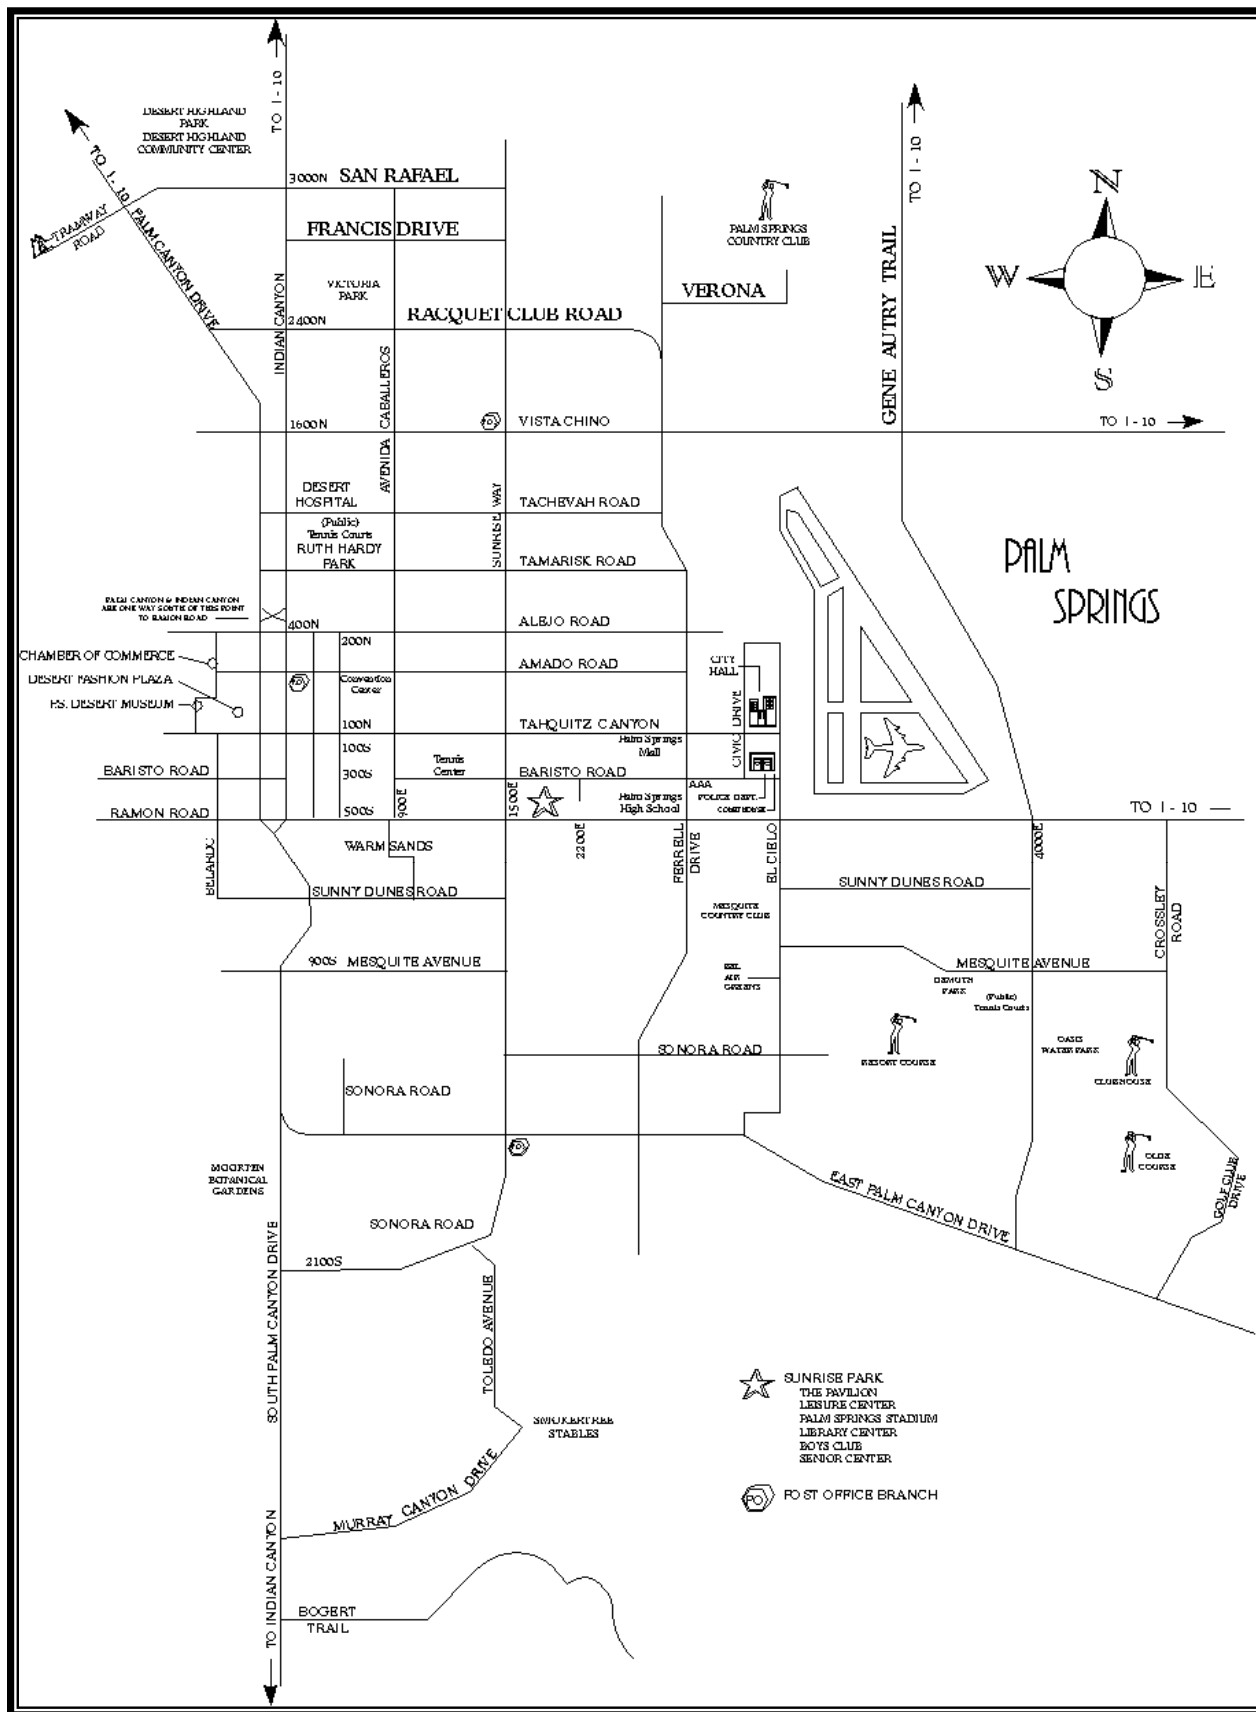 TO I - 10
DESERT HIGHLAND
PARK
DESERT HIGHLAND
COMMUNITY CENTER
TO I - 10
TO I - 10
3000N
SAN RAFAEL
N
PALM SPRINGS
COUNTRY CLUB
TRAMWAY
ROAD
PALM CANYON DRIVE
FRANCIS DRIVE
W
E
VICTORIA
PARK
VERONA
GENE AUTRY TRAIL
INDIAN CANYON
2400N
RACQUET CLUB ROAD
S
AVENIDA CABALLEROS
1600N
PO
VISTA CHINO
TO I - 10
DESERT
HOSPITAL
SUNRISE WAY
TACHEVAH ROAD
(Public)
Tennis Courts
RUTH HARDY
PARK
TAMARISK ROAD
PALM
SPRINGS
PALM CANYON & INDIAN CANYON
ARE ONE WAY SOUTH OF THIS POINT
TO RAMON ROAD
400N
ALEJO ROAD
200N
CHAMBER OF COMMERCE
AMADO ROAD
CITY
HALL
DESERT FASHION PLAZA
PO
Convention
Center
P.S. DESERT MUSEUM
100N
TAHQUITZ CANYON
CIVIC DRIVE
100S
Palm Springs
Mall
Tennis
Center
BARISTO ROAD
300S
BARISTO ROAD
AAA
POLICE DEPT.
COURTHOUSE
900E
1500E
Palm Springs
High School
RAMON ROAD
500S
TO I - 10
BELARDO
WARM SANDS
2200E
FERRELL
DRIVE
EL CIELO
4000E
SUNNY DUNES ROAD
SUNNY DUNES ROAD
CROSSLEY
ROAD
MESQUITE
COUNTRY CLUB
900S
MESQUITE AVENUE
BEL
AIR
GREENS
MESQUITE AVENUE
DEMUTH
PARK
(Public)
Tennis Courts
SONORA ROAD
RESORT COURSE
OASIS
WATER PARK
CLUBHOUSE
SONORA ROAD
PO
MOORTEN
BOTANICAL
GARDENS
OLDE
COURSE
EAST PALM CANYON DRIVE
GOLF CLUB
DRIVE
SONORA ROAD
2100S
SOUTH PALM CANYON DRIVE
TOLEDO AVENUE
SUNRISE PARK
THE PAVILION
LEISURE CENTER
PALM SPRINGS STADIUM
LIBRARY CENTER
BOYS CLUB
SENIOR CENTER
SMOKERTREE
STABLES
PO
POST OFFICE BRANCH
MURRAY CANYON DRIVE
TO INDIAN CANYON
BOGERT
TRAIL